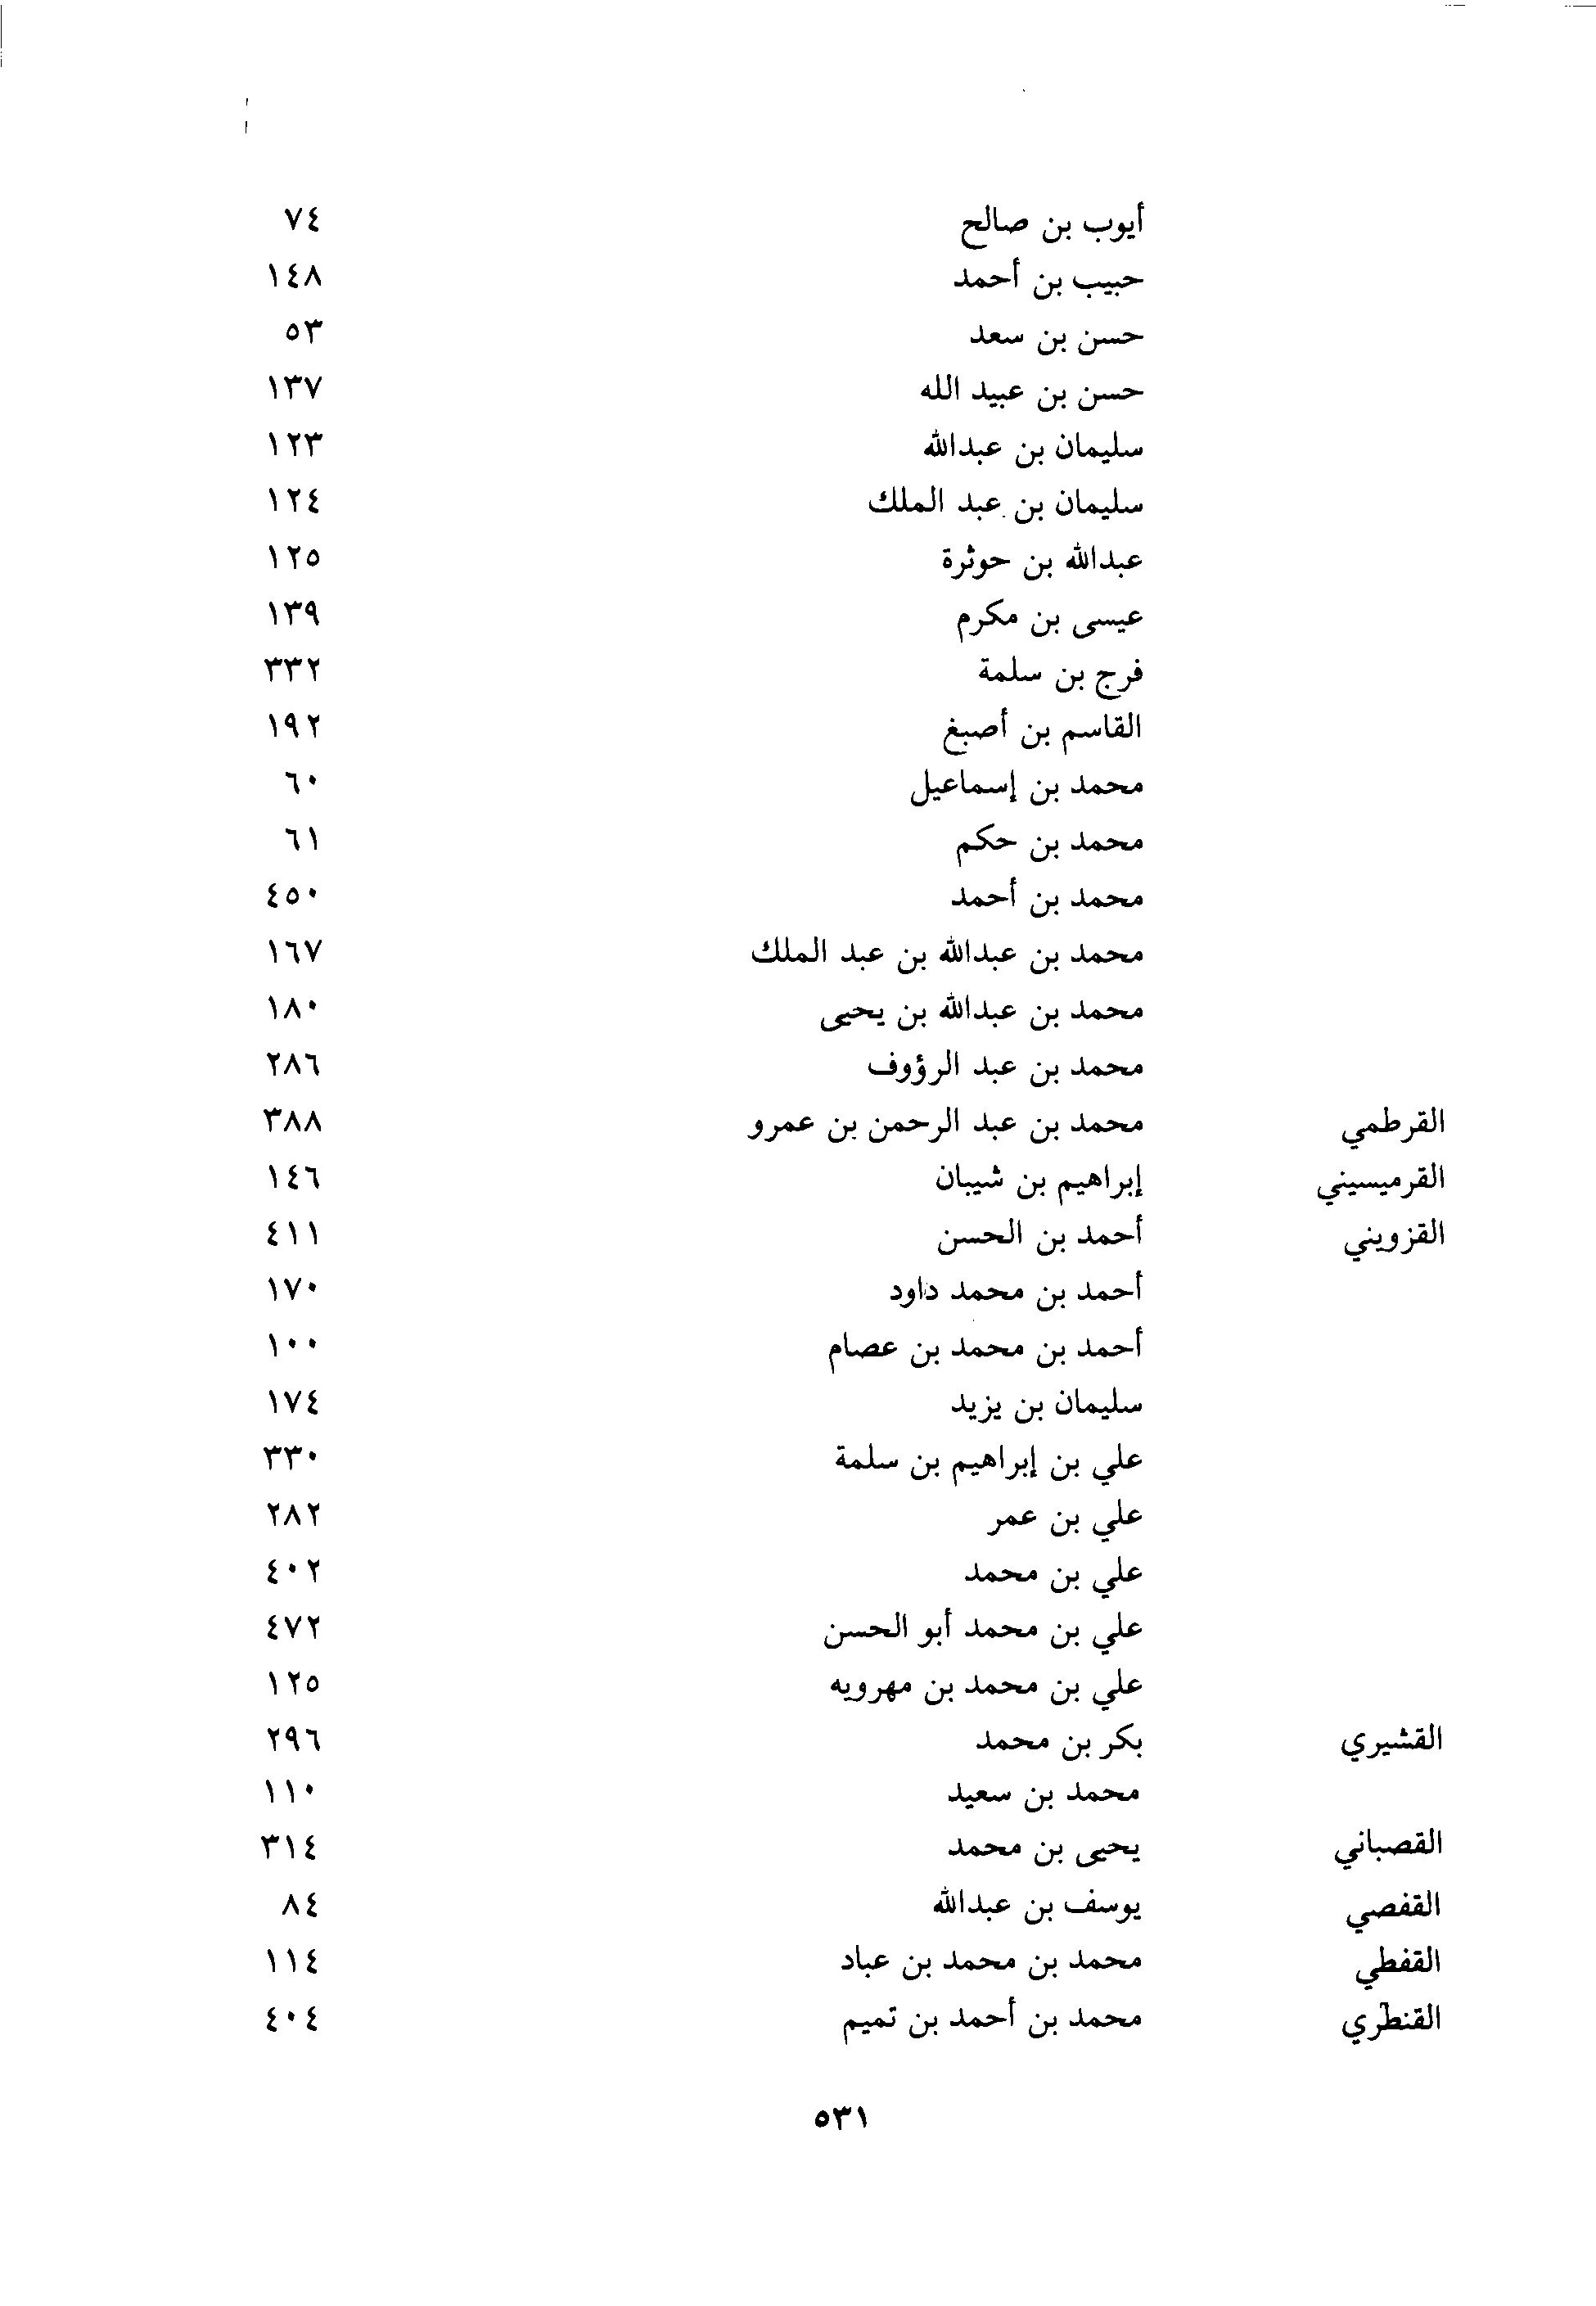 أيوب بن صالح ٧٤
حبيب بن أحمد ١٤٨
حسن بن سعد ٥٣
حسن بن عبيد الله ١٣٧
سليمان بن عبدالله ١٢٣
سليمان بن عبد الملك ١٢٤
عبدالله بن حوثرة ١٢٥
عيسى بن مكرم ١٣٩
فرج بن سلمة ٣٣٢
القاسم بن أصبغ ١٩٢
محمد بن إسماعيل ٦٠
محمد بن حكم ٦١
محمد بن أحمد ٤٥٠
محمد بن عبدالله بن عبد الملك ١٦٧
محمد بن عبدالله بن يحيى ١٨٠
محمد بن عبد الرؤوف ٢٨٦
القرطمي محمد بن عبد الرحمن بن عمرو ٣٨٨
القرميسيني إبراهيم بن شيبان ١٤٦
القزويني أحمد بن الحسن ٤١١
أحمد بن محمد داود ١٧٠
أحمد بن محمد بن عصام ١٠٠
سليمان بن يزيد ١٧٤
علي بن إبراهيم بن سلمة ٣٣٠
علي بن عمر ٢٨٢
علي بن محمد ٤٠٢
علي بن محمد أبو الحسن ٤٧٢
علي بن محمد بن مهرويه ١٢٥
القشيري بكر بن محمد ٢٩٦
محمد بن سعيد ١١٠
القصباني يحيى بن محمد ٣١٤
القفصي يوسف بن عبدالله ٨٤
القفطي محمد بن محمد بن عباد ١١٤
القنطري محمد بن أحمد بن تميم ٤٠٤
٥٣١